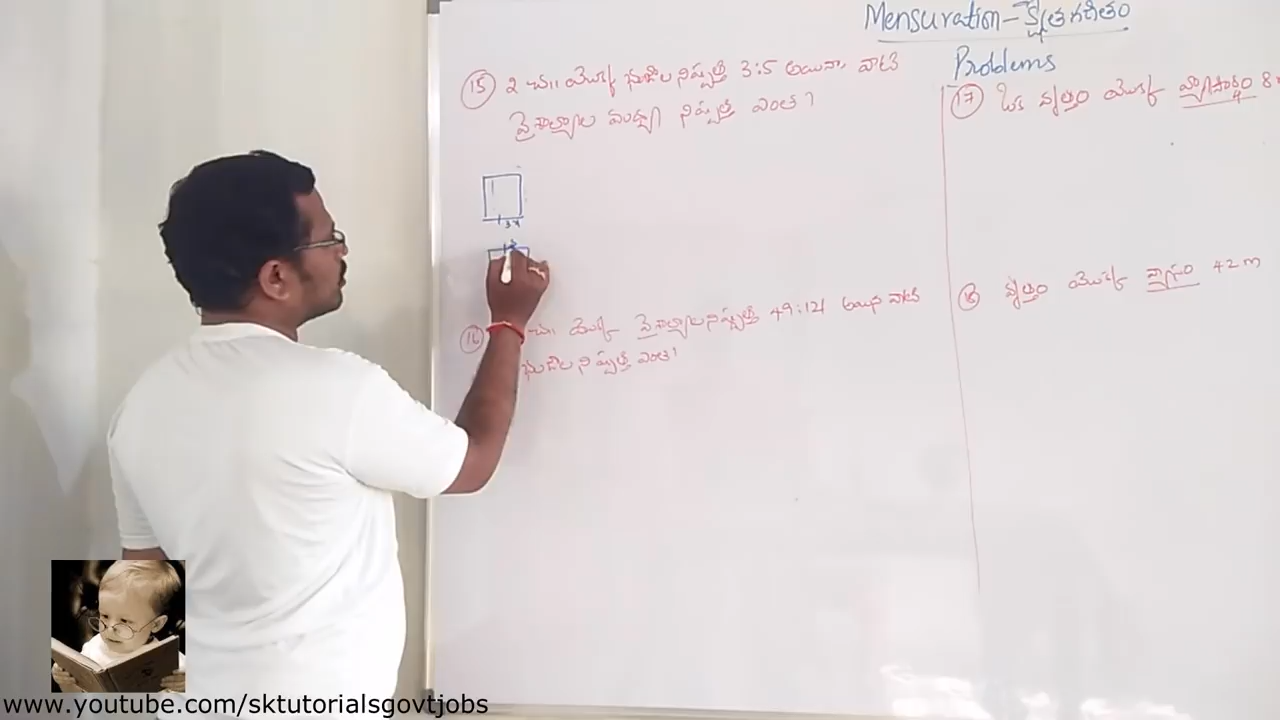 Mensuration - క్షేత్రగణితం
Problems
15 2 చ॥ యొక్క భుజాల నిష్పత్తి 3:5 అయినా వాటి
వైశాల్యాల మధ్య నిష్పత్తి ఎంత?
16 చ॥ యొక్క వైశాల్యాల నిష్పత్తి 49:121 అయిన వాటి
భుజాల నిష్పత్తి ఎంత?
17 ఒక వృత్తం యొక్క వ్యాసార్థం 8
వృత్తం యొక్క వ్యాసం 42 m
www.youtube.com/sktutorialsgovtjobs